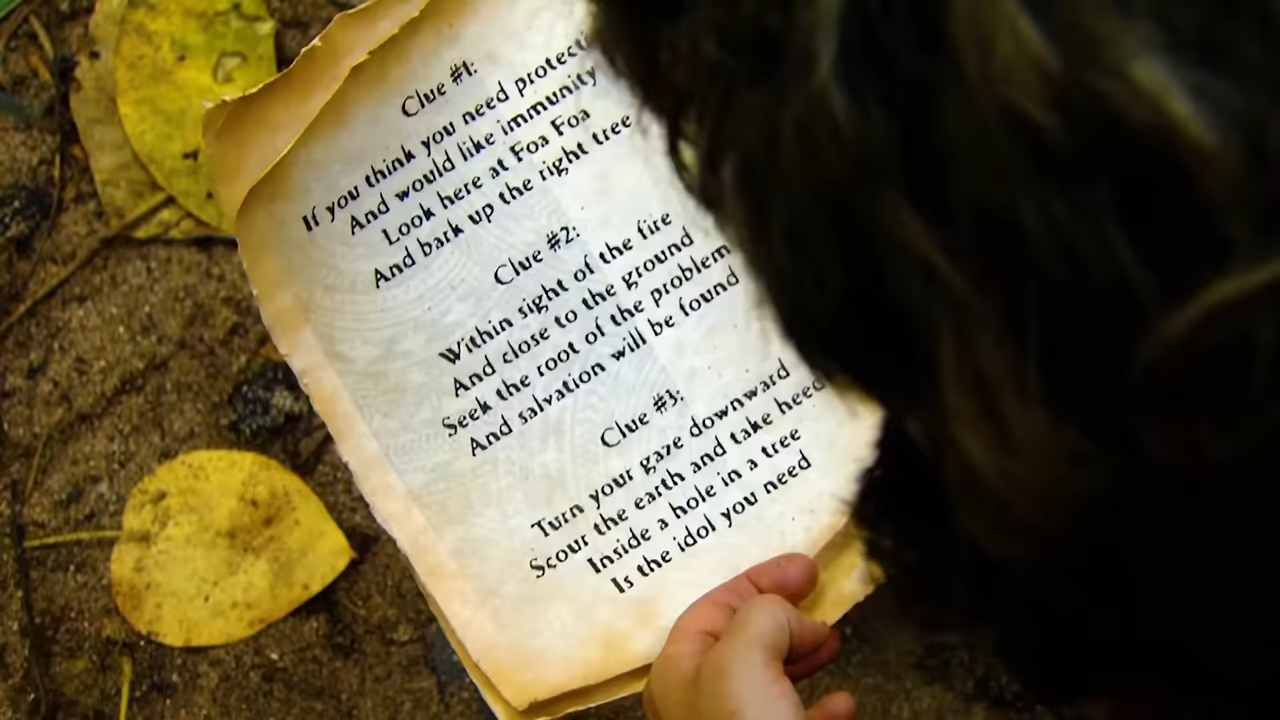 Clue #1:
If you think you need protecti
And would like immunity
Look here at Foa Foa
And bark up the right tree
Clue #2:
Within sight of the fire
And close to the ground
Seek the root of the problem
And salvation will be found
Clue #3:
Turn your gaze downward
Scour the earth and take heed
Inside a hole in a tree
Is the idol you need